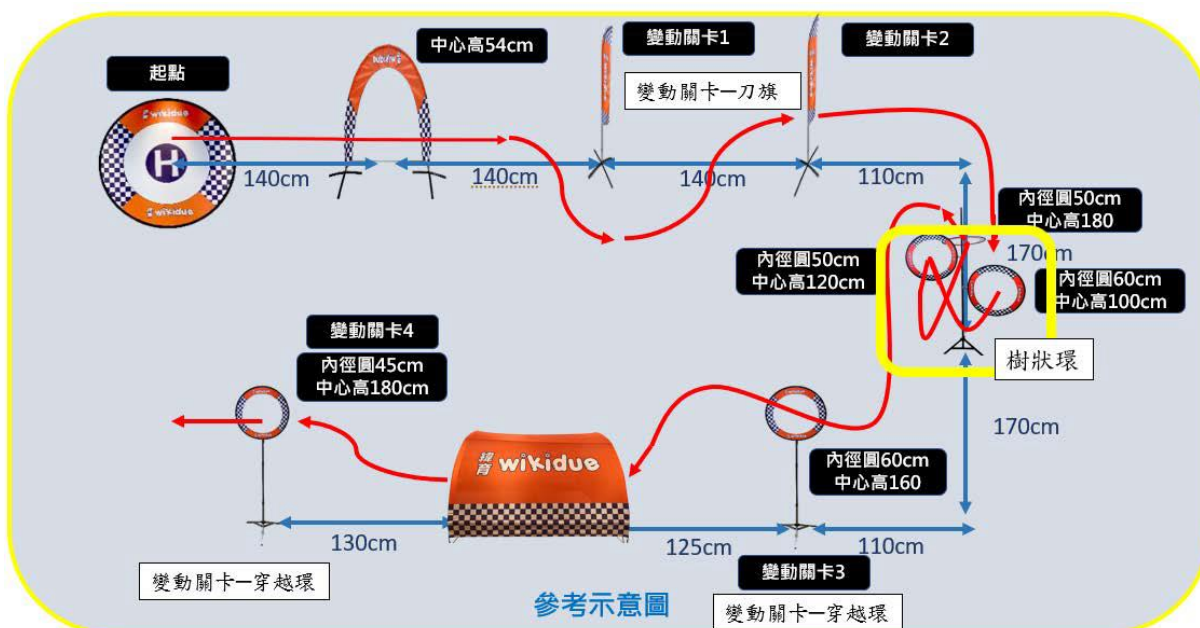 起點
中心高54cm
變動關卡1
變動關卡2
變動關卡—刀旗
wikidue
H
wikidue
140cm
140cm
140cm
110cm
內徑圓50cm
中心高180
170cm
內徑圓50cm
中心高120cm
內徑圓60cm
中心高100cm
樹狀環
變動關卡4
內徑圓45cm
中心高180cm
緯育 wikidue
內徑圓60cm
中心高160
170cm
130cm
125cm
110cm
變動關卡—穿越環
變動關卡3
變動關卡—穿越環
參考示意圖